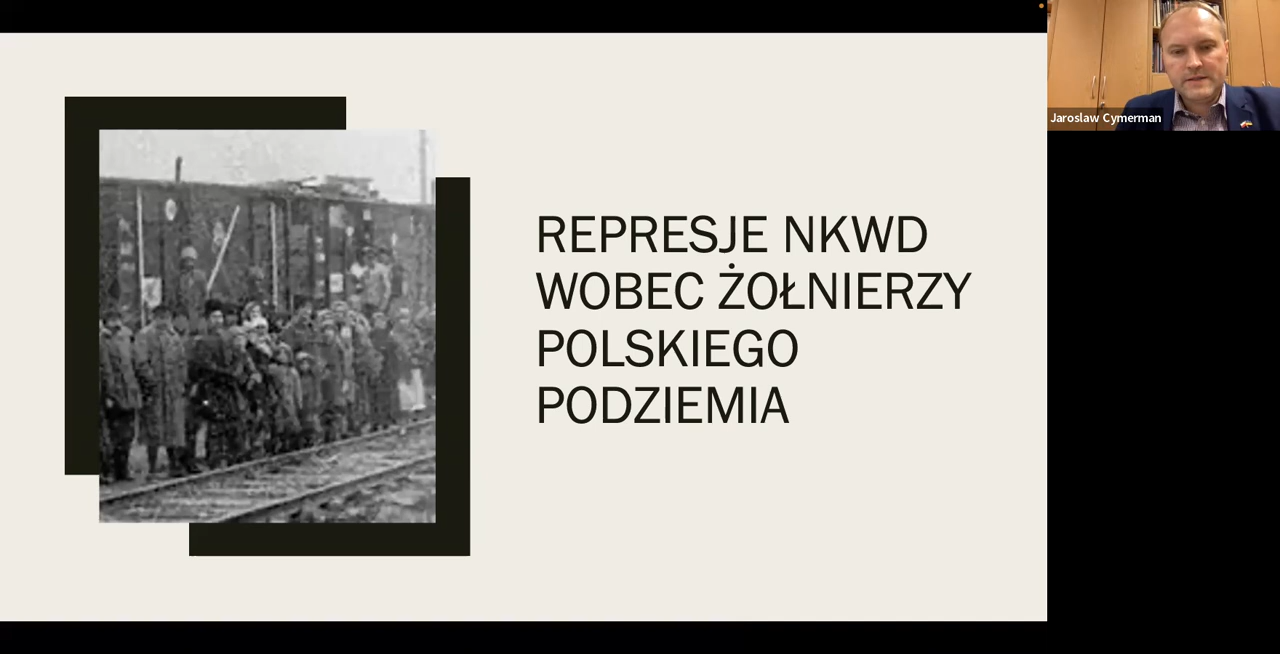 REPRESJE NKWD
WOBEC ŻOŁNIERZY
POLSKIEGO
PODZIEMIA
Jaroslaw Cymerman